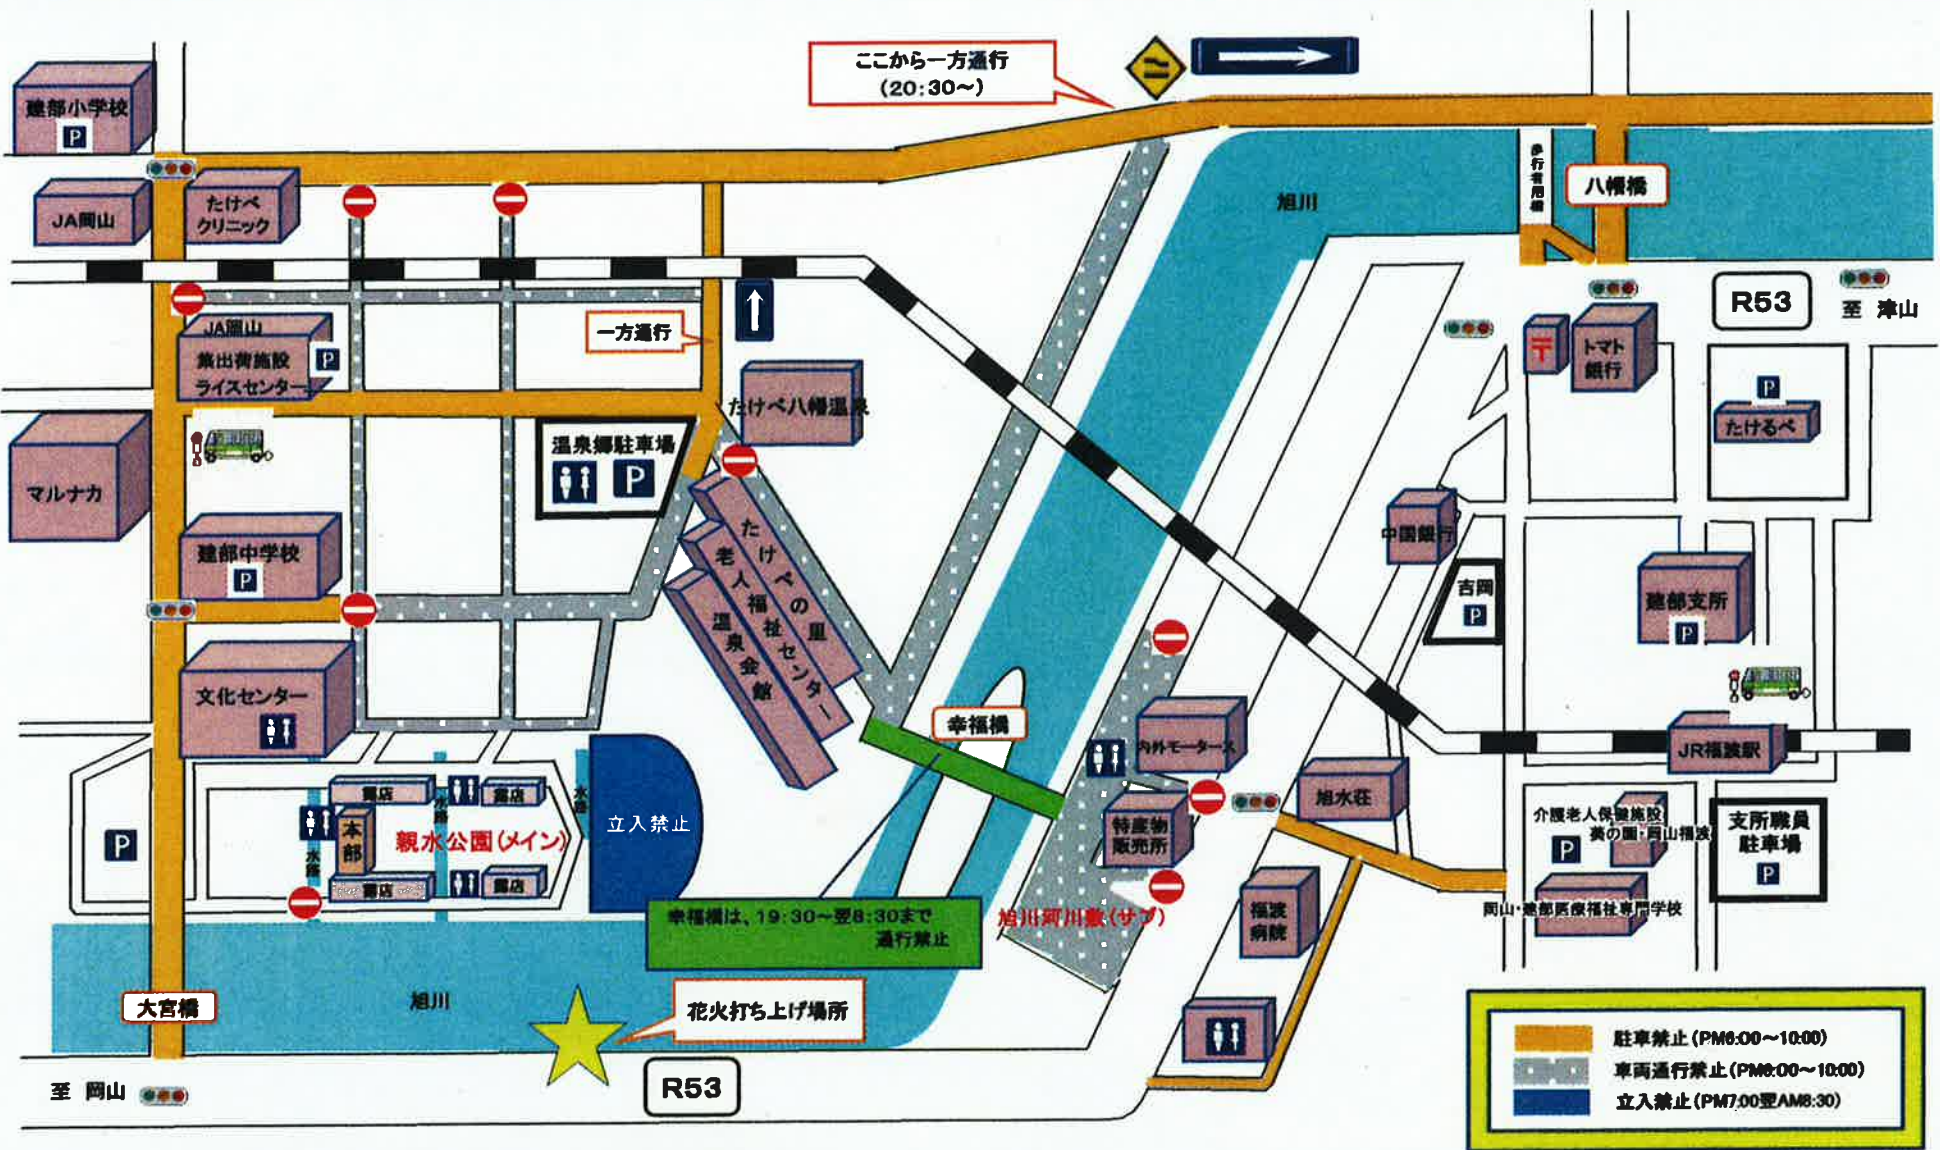 ここから一方通行
(20:30～)
建部小学校
P
JA岡山
たけべ
クリニック
旭川
歩行者用橋
八幡橋
R53
至 津山
一方通行
JA岡山
集出荷施設
ライスセンター
P
〒
トマト
銀行
P
たけるべ
たけべ八幡温泉
温泉郷駐車場
P
マルナカ
中国銀行
建部中学校
P
吉岡
P
建部支所
P
たけべの里
老人福祉センター
温泉会館
文化センター
幸福橋
内外モータース
JR福渡駅
旭水荘
特産物
販売所
介護老人保健施設
葵の園・岡山福渡
P
支所職員
駐車場
P
岡山・建部医療福祉専門学校
福渡
病院
P
露店
水路
露店
水路
本部
親水公園(メイン)
水路
露店
露店
立入禁止
幸福橋は、19:30～翌8:30まで
通行禁止
旭川河川敷(サブ)
大宮橋
旭川
花火打ち上げ場所
R53
至 岡山
駐車禁止(PM6:00～10:00)
車両通行禁止(PM6:00～10:00)
立入禁止(PM7:00翌AM8:30)